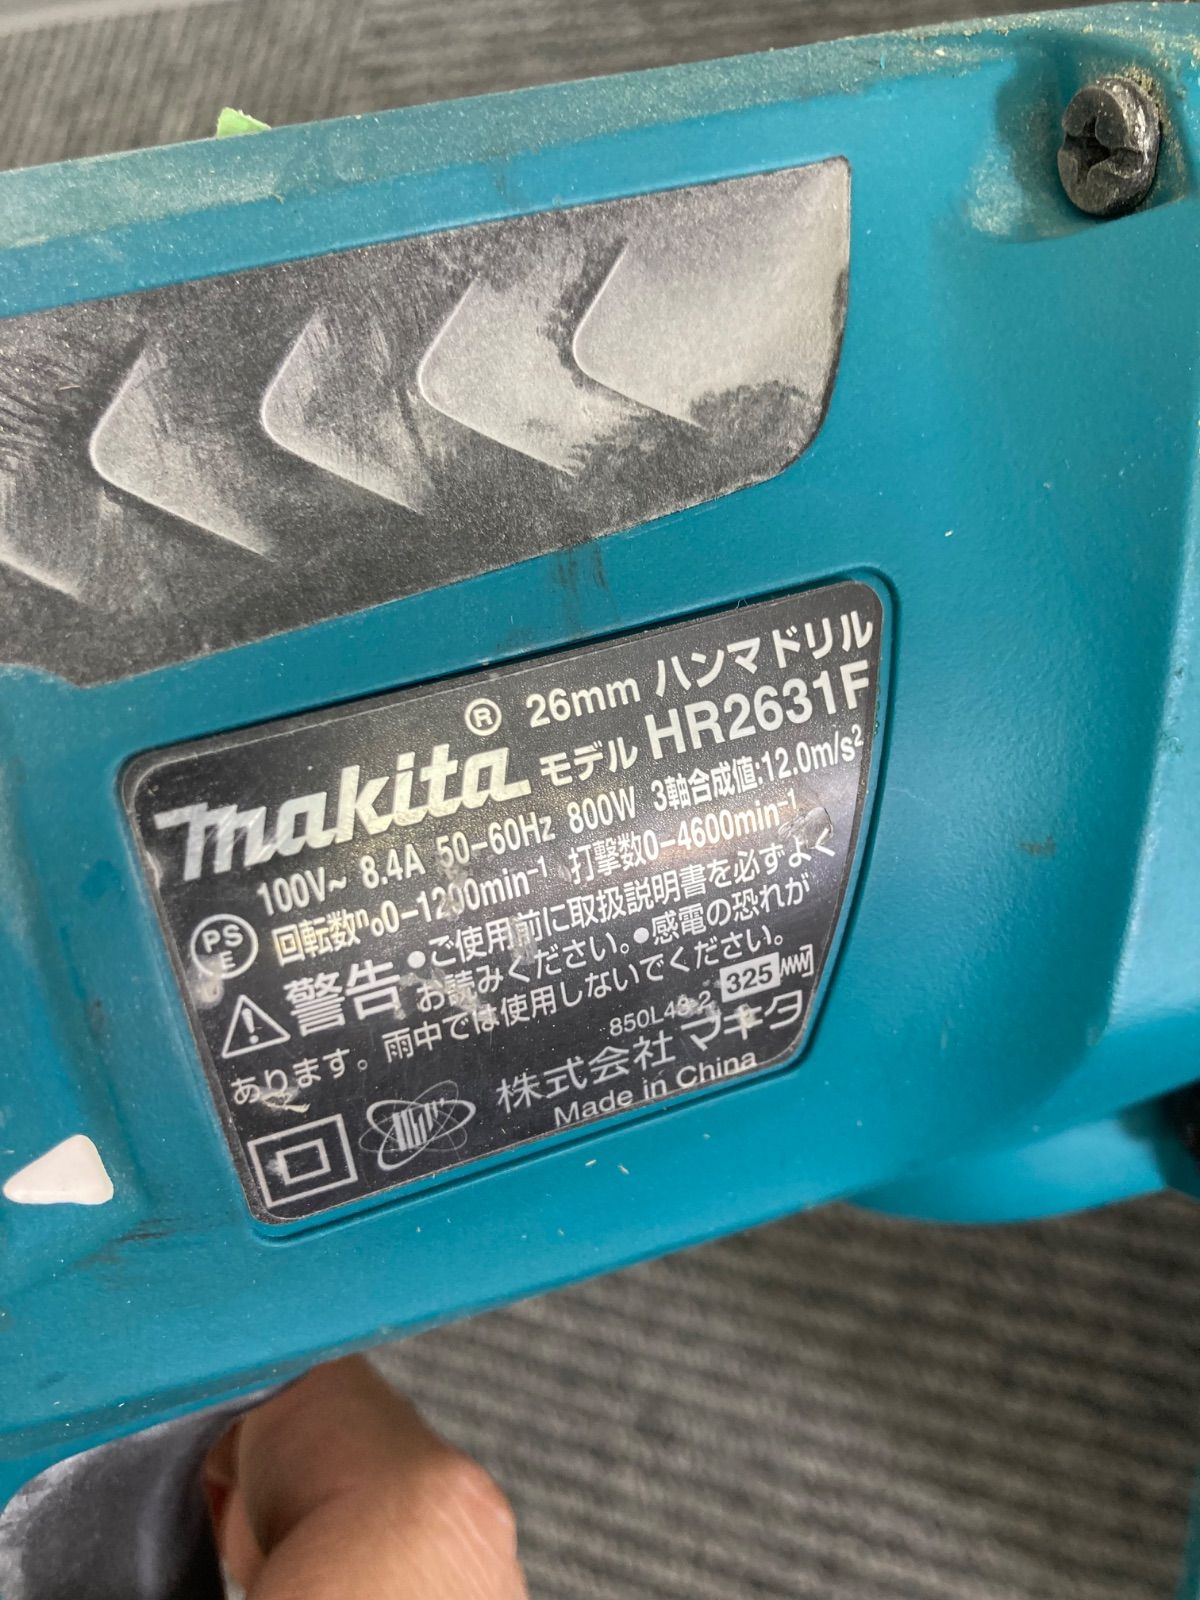 makita® 26mm ハンマドリル
モデル HR2631F
100V～ 8.4A 50-60Hz 800W 3軸合成値:12.0m/s²
回転数n₀0-1200min⁻¹ 打撃数0-4600min⁻¹
PS
E
警告 ●ご使用前に取扱説明書を必ずよく
お読みください。●感電の恐れが
あります。雨中では使用しないでください。
850L43-2 325
株式会社 マキタ
Made in China